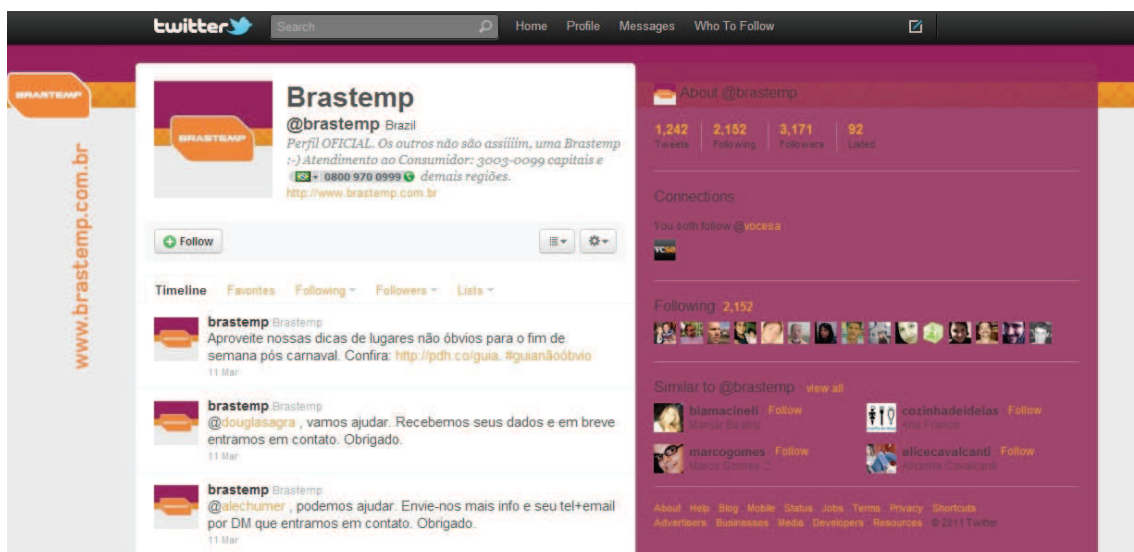 twitter
Search
Home Profile Messages Who To Follow
BRASTEMP
www.brastemp.com.br
BRASTEMP
Brastemp
@brastemp Brazil
Perfil OFICIAL. Os outros não são assiiiim, uma Brastemp
:-) Atendimento ao Consumidor: 3003-0099 capitais e
0800 970 0999 demais regiões.
http://www.brastemp.com.br
Follow
Timeline Favorites Following Followers Lists
brastemp Brastemp
Aproveite nossas dicas de lugares não óbvios para o fim de
semana pós carnaval. Confira: http://pdh.co/guia. #guianãoóbvio
11 Mar
brastemp Brastemp
@douglasagra , vamos ajudar. Recebemos seus dados e em breve
entramos em contato. Obrigado.
11 Mar
brastemp Brastemp
@alechumer , podemos ajudar. Envie-nos mais info e seu tel+email
por DM que entramos em contato. Obrigado.
11 Mar
About @brastemp
1,242 2,152 3,171 92
Tweets Following Followers Listed
Connections
You both follow @vocesa
Following 2,152
Similar to @brastemp view all
biamacineli Follow
cozinhadeideias Follow
Ana Franco
marcogomes Follow
Marco Gomes
alicecavalcanti Follow
Cavalcanti
About Help Blog Mobile Status Jobs Terms Privacy Shortcuts
Advertisers Businesses Media Developers Resources © 2011 Twitter